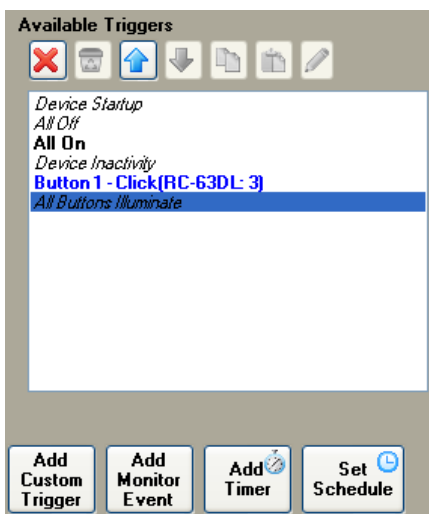 Available Triggers
Device Startup
All Off
All On
Device Inactivity
Button 1 - Click(RC-63DL: 3)
All Buttons Illuminate
Add
Custom
Trigger
Add
Monitor
Event
Add
Timer
Set
Schedule